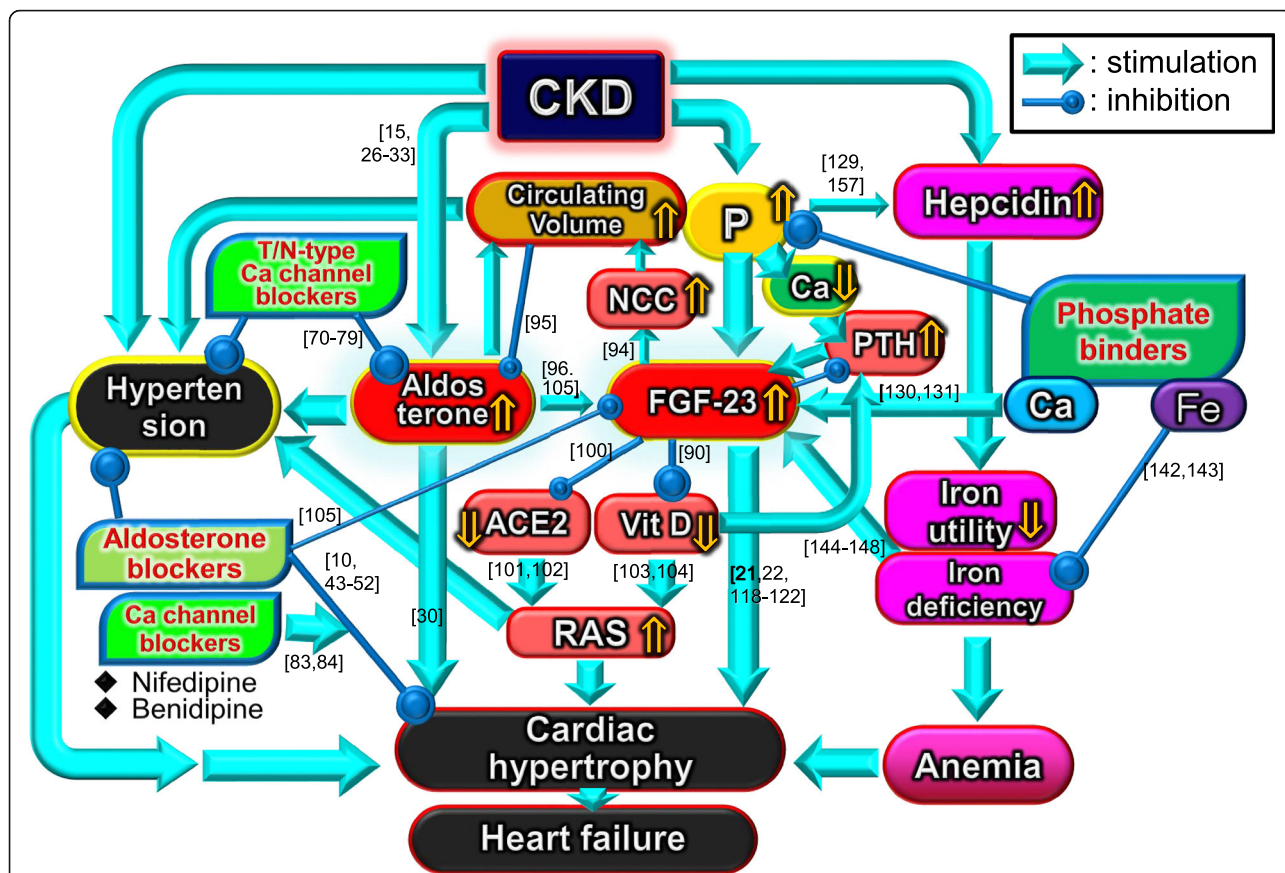 CKD
: stimulation
: inhibition
[15,
26-33]
[129,
157]
Circulating
Volume ⇑
P ⇑
Hepcidin ⇑
T/N-type
Ca channel
blockers
NCC ⇑
Ca ⇓
Phosphate
binders
[70-79]
[95]
[94]
PTH ⇑
Hyperten
sion
Aldos
terone ⇑
[96.
105]
FGF-23 ⇑
[130,131]
Ca
Fe
[100]
[90]
[142,143]
ACE2 ⇓
Vit D ⇓
Iron
utility ⇓
[105]
Aldosterone
blockers
[10,
43-52]
[101,102]
[103,104]
[144-148]
[21,22,
118-122]
Iron
deficiency
Ca channel
blockers
[83,84]
[30]
RAS ⇑
◆ Nifedipine
◆ Benidipine
Cardiac
hypertrophy
Anemia
Heart failure